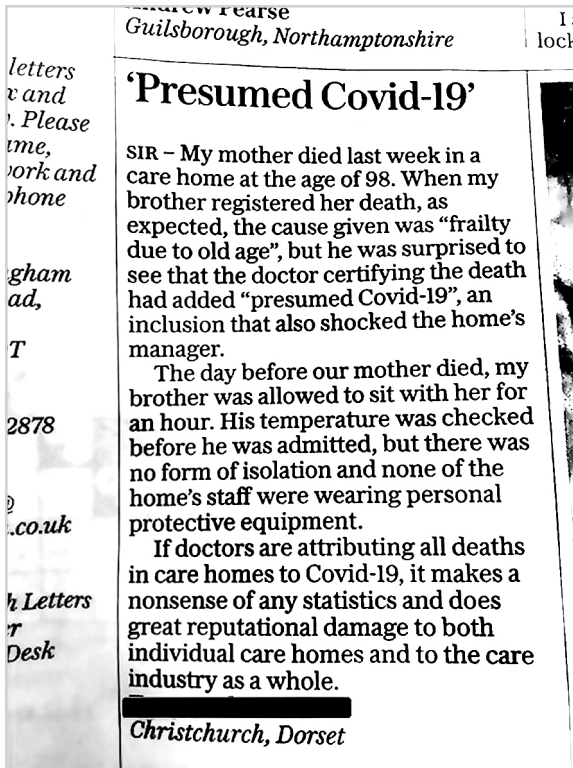 Pearse
Guilsborough, Northamptonshire
letters
and
. Please
work and
phone
gham
ad,
T
2878
@
.co.uk
Letters
Desk
I
lock
‘Presumed Covid-19’
SIR – My mother died last week in a
care home at the age of 98. When my
brother registered her death, as
expected, the cause given was “frailty
due to old age”, but he was surprised to
see that the doctor certifying the death
had added “presumed Covid-19”, an
inclusion that also shocked the home’s
manager.
The day before our mother died, my
brother was allowed to sit with her for
an hour. His temperature was checked
before he was admitted, but there was
no form of isolation and none of the
home’s staff were wearing personal
protective equipment.
If doctors are attributing all deaths
in care homes to Covid-19, it makes a
nonsense of any statistics and does
great reputational damage to both
individual care homes and to the care
industry as a whole.
Christchurch, Dorset